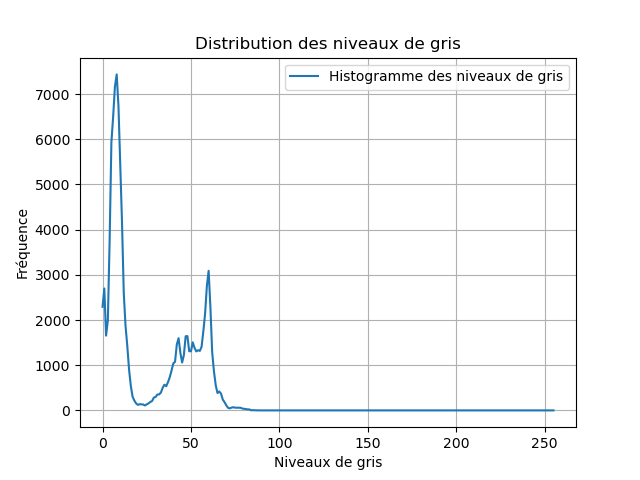 Distribution des niveaux de gris
Histogramme des niveaux de gris
Fréquence
7000
6000
5000
4000
3000
2000
1000
0
0 50 100 150 200 250
Niveaux de gris